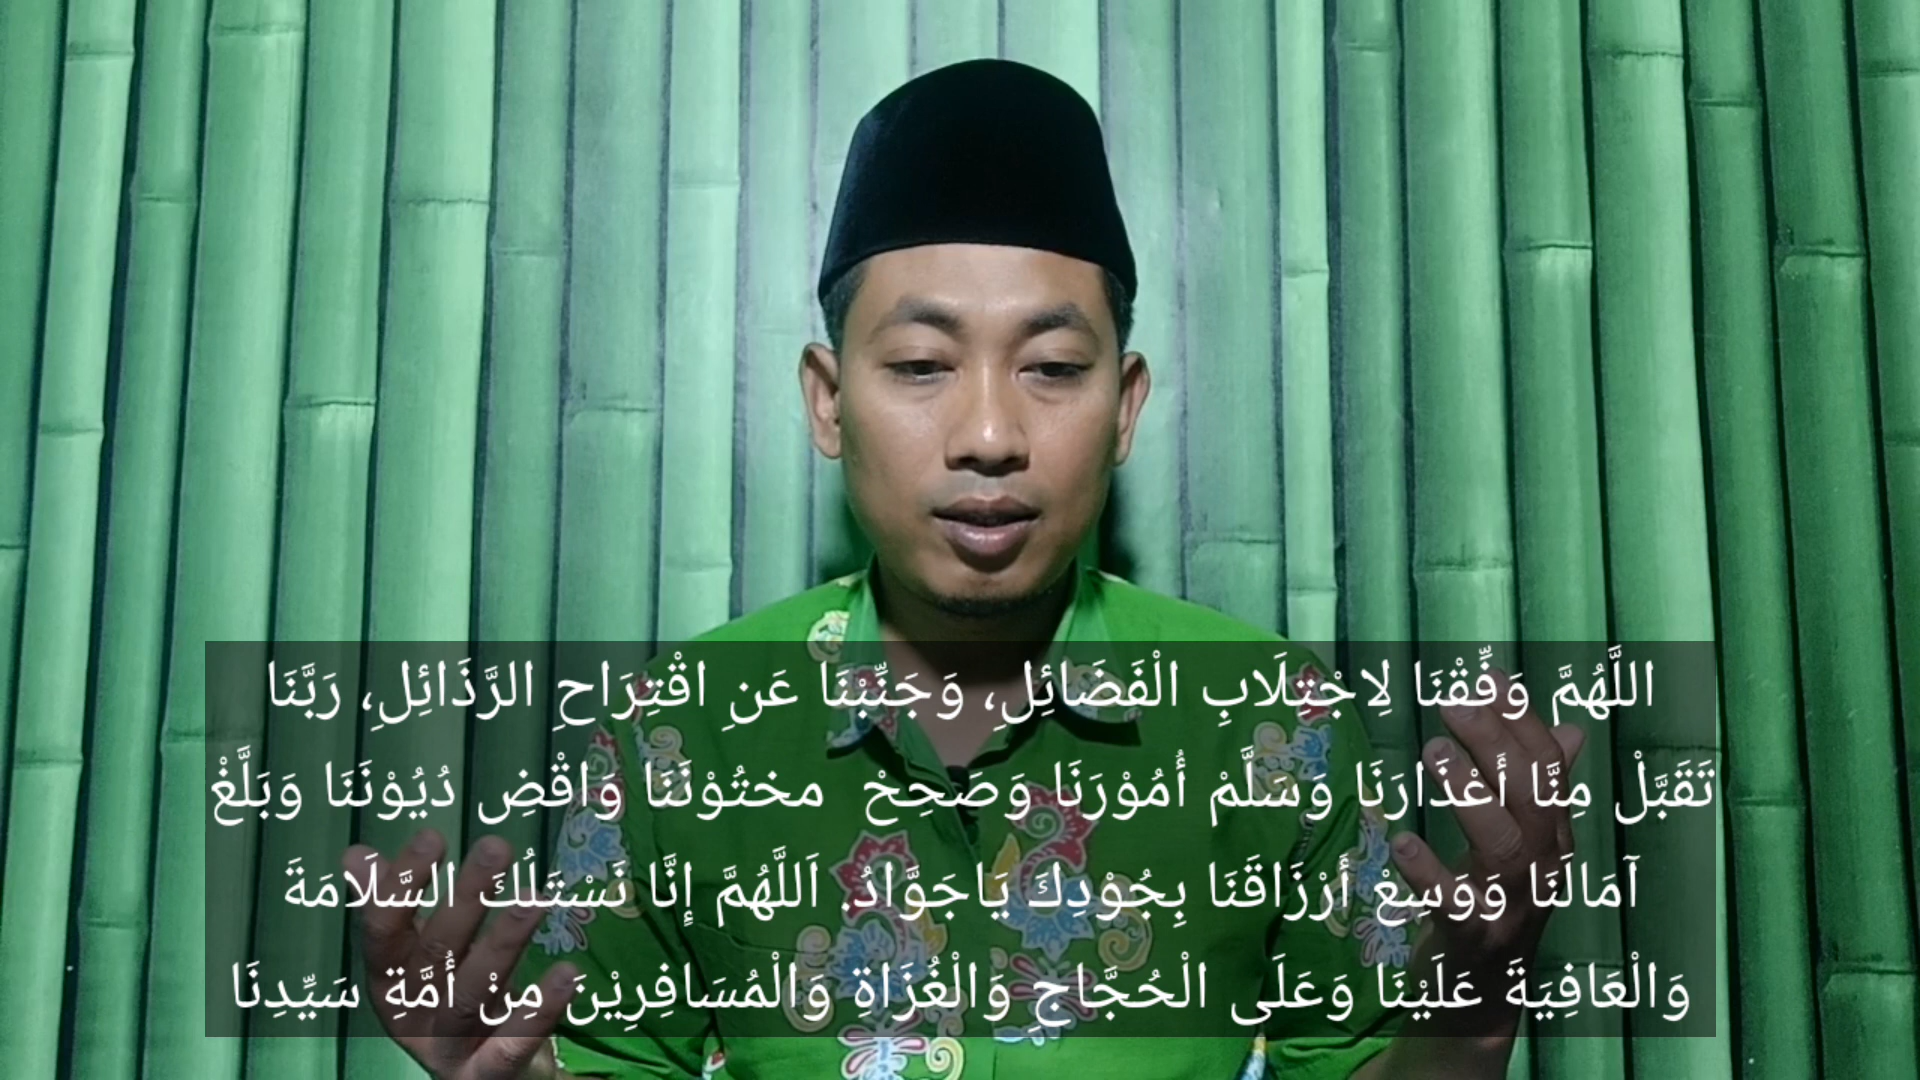 اللَّهُمَّ وَفِّقْنَا لِاجْتِلَابِ الْفَضَائِلِ، وَجَنِّبْنَا عَنِ اقْتِرَاحِ الرَّذَائِلِ، رَبَّنَا
تَقَبَّلْ مِنَّا أَعْذَارَنَا وَسَلَّمْ أُمُوْرَنَا وَصَحِحْ مختُوْنَنَا وَاقْضِ دُيُوْنَنَا وَبَلَّغْ
آمَالَنَا وَوَسِعْ أَرْزَاقَنَا بِجُوْدِكَ يَاجَوَّادُ. اَللَّهُمَّ إِنَّا نَسْتَلُكَ السَّلَامَةَ
وَالْعَافِيَةَ عَلَيْنَا وَعَلَى الْحُجَّاجِ وَالْغُزَاةِ وَالْمُسَافِرِيْنَ مِنْ أُمَّةِ سَيِّدِنَا